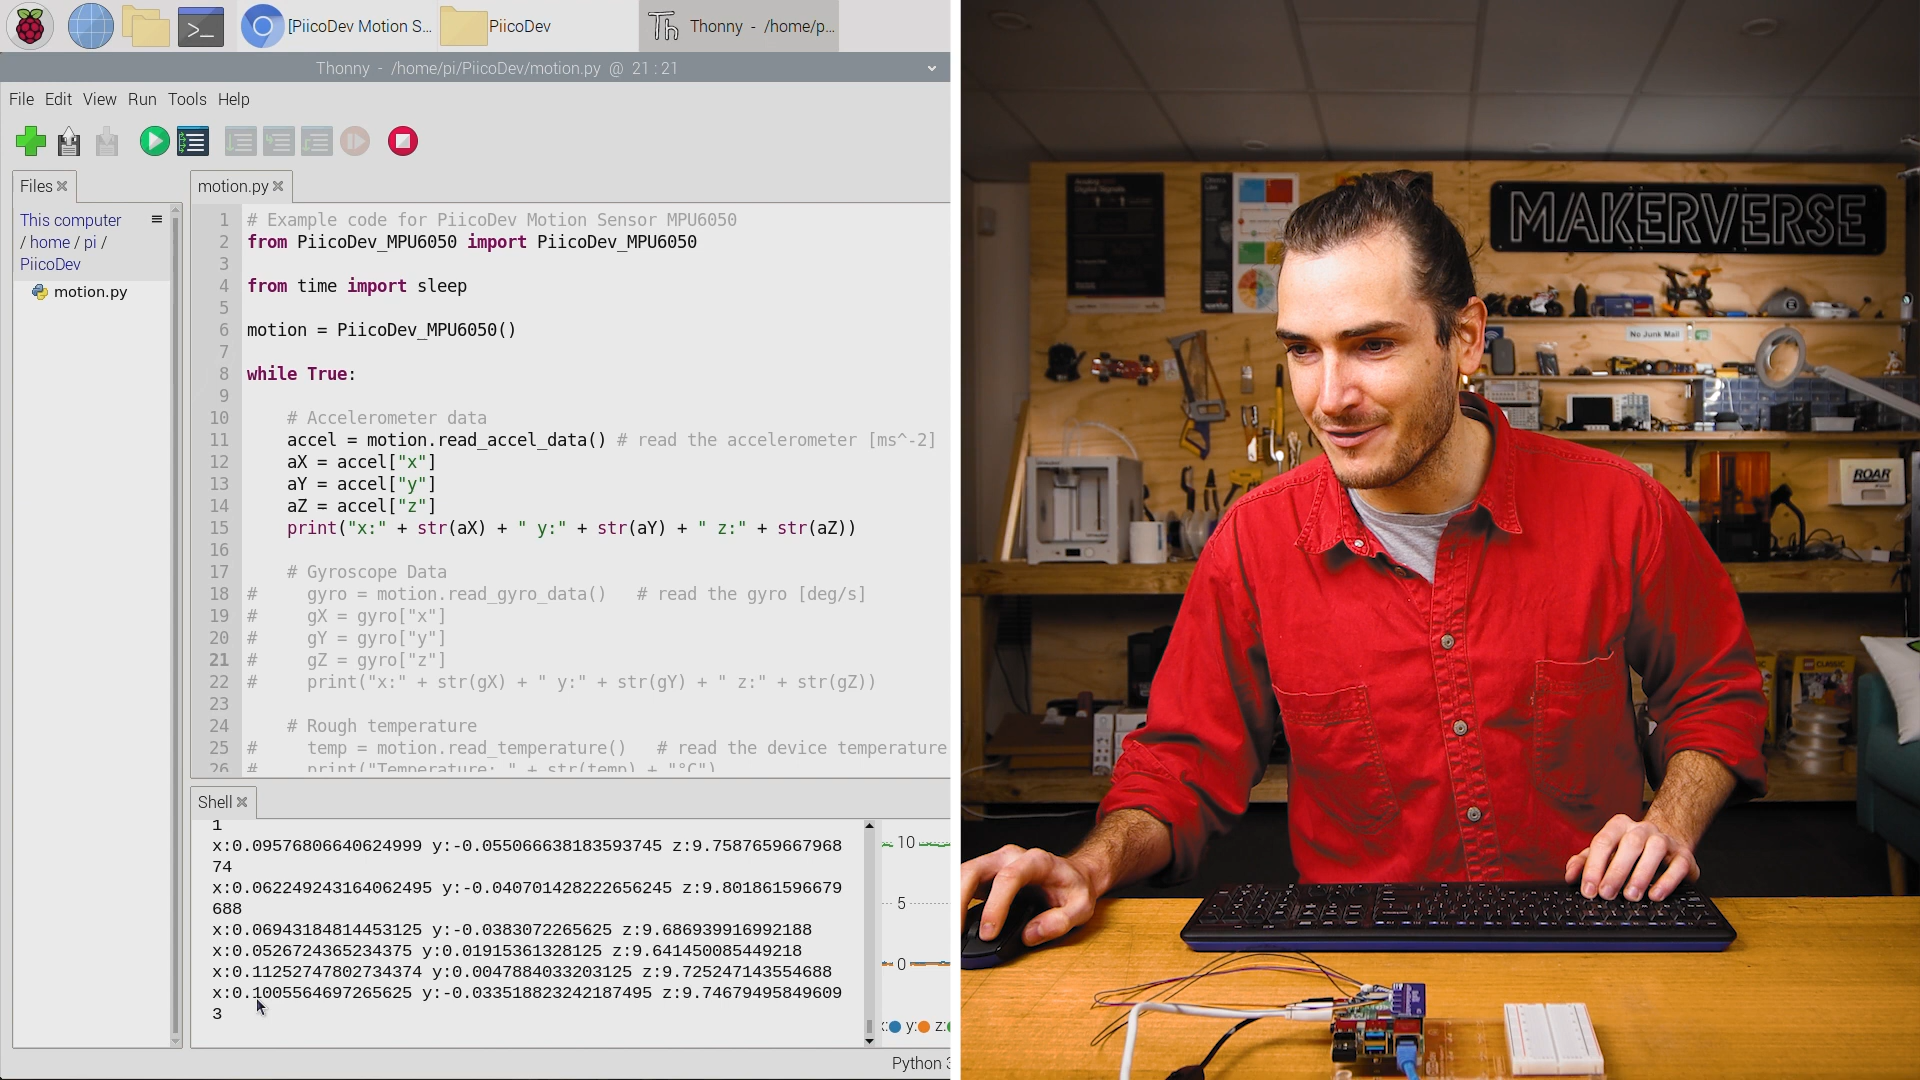 [PiicoDev Motion S...
PiicoDev
Thonny - /home/p...
Thonny - /home/pi/PiicoDev/motion.py @ 21 : 21
File Edit View Run Tools Help
Files
motion.py
This computer
/ home / pi /
PiicoDev
motion.py
1 # Example code for PiicoDev Motion Sensor MPU6050
2 from PiicoDev_MPU6050 import PiicoDev_MPU6050
3
4 from time import sleep
5
6 motion = PiicoDev_MPU6050()
7
8 while True:
9
10 # Accelerometer data
11 accel = motion.read_accel_data() # read the accelerometer [ms^-2]
12 aX = accel["x"]
13 aY = accel["y"]
14 aZ = accel["z"]
15 print("x:" + str(aX) + " y:" + str(aY) + " z:" + str(aZ))
16
17 # Gyroscope Data
18 # gyro = motion.read_gyro_data() # read the gyro [deg/s]
19 # gX = gyro["x"]
20 # gY = gyro["y"]
21 # gZ = gyro["z"]
22 # print("x:" + str(gX) + " y:" + str(gY) + " z:" + str(gZ))
23
24 # Rough temperature
25 # temp = motion.read_temperature() # read the device temperature
26 # print("Temperature: " + str(temp) + "°C")
Shell
1
x:0.09576806640624999 y:-0.055066638183593745 z:9.7587659667968
74
x:0.062249243164062495 y:-0.040701428222656245 z:9.801861596679
688
x:0.06943184814453125 y:-0.0383072265625 z:9.686939916992188
x:0.0526724365234375 y:0.01915361328125 z:9.641450085449218
x:0.11252747802734374 y:0.0047884033203125 z:9.725247143554688
x:0.1005564697265625 y:-0.033518823242187495 z:9.74679495849609
3
10
5
0
x: y: z:
Python 3
MAKERVERSE
No Junk Mail
ROAR
CLASSIC